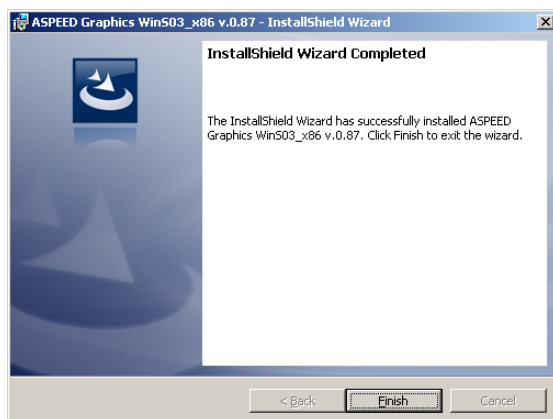 ASPEED Graphics WinS03_x86 v.0.87 - InstallShield Wizard
InstallShield Wizard Completed
The InstallShield Wizard has successfully installed ASPEED
Graphics WinS03_x86 v.0.87. Click Finish to exit the wizard.
< Back
Finish
Cancel